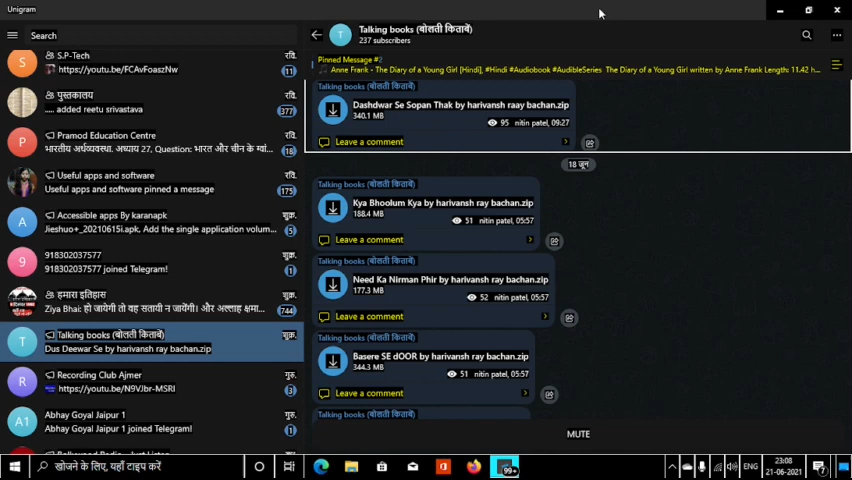 Unigram
Search
S.P-Tech
रवि.
https://youtu.be/FCAvFoaszNw
11
पुस्तकालय
रवि.
..... added reetu srivastava
377
Pramod Education Centre
रवि.
भारतीय अर्थव्यवस्था. अध्याय 27, Question: भारत और चीन के ग्वां...
18
Useful apps and software
रवि.
Useful apps and software pinned a message
175
Accessible apps By karanapk
शुक्र.
Jieshuo+_20210615i.apk, Add the single application volum...
5
918302037577
शुक्र.
918302037577 joined Telegram!
1
हमारा इतिहास
शुक्र.
Ziya Bhai: हो जायेगी तो वह सतायी न जायेंगी। और अल्लाह क्षमा...
744
Talking books (बोलती किताबें)
शुक्र.
Dus Deewar Se by harivansh ray bachan.zip
Recording Club Ajmer
गुरु.
https://youtu.be/N9VJbr-MSRI
3
Abhay Goyal Jaipur 1
गुरु.
Abhay Goyal Jaipur 1 joined Telegram!
1
Talking books (बोलती किताबें)
237 subscribers
Pinned Message #2
Anne Frank - The Diary of a Young Girl [Hindi], #Hindi #Audiobook #AudibleSeries The Diary of a Young Girl written by Anne Frank Length: 11.42 h...
Talking books (बोलती किताबें)
Dashdwar Se Sopan Thak by harivansh raay bachan.zip
340.1 MB
95 nitin patel, 09:27
Leave a comment
18 जून
Talking books (बोलती किताबें)
Kya Bhoolum Kya by harivansh ray bachan.zip
188.4 MB
51 nitin patel, 05:57
Leave a comment
Talking books (बोलती किताबें)
Need Ka Nirman Phir by harivansh ray bachan.zip
177.3 MB
52 nitin patel, 05:57
Leave a comment
Talking books (बोलती किताबें)
Basere SE dOOR by harivansh ray bachan.zip
344.3 MB
51 nitin patel, 05:57
Leave a comment
Talking books (बोलती किताबें)
MUTE
खोजने के लिए, यहाँ टाइप करें
99+
ENG
23:08
21-06-2021
7